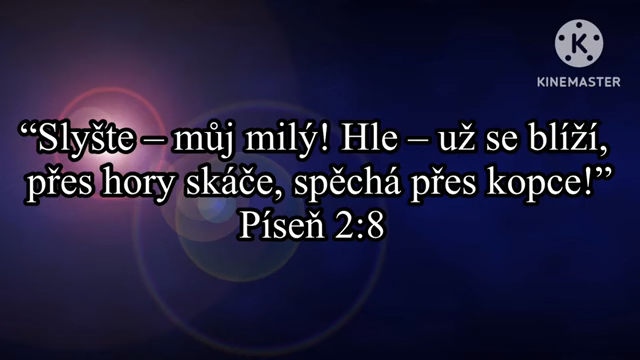 KINEMASTER
“Slyšte – můj milý! Hle – už se blíží,
přes hory skáče, spěchá přes kopce!”
Píseň 2:8